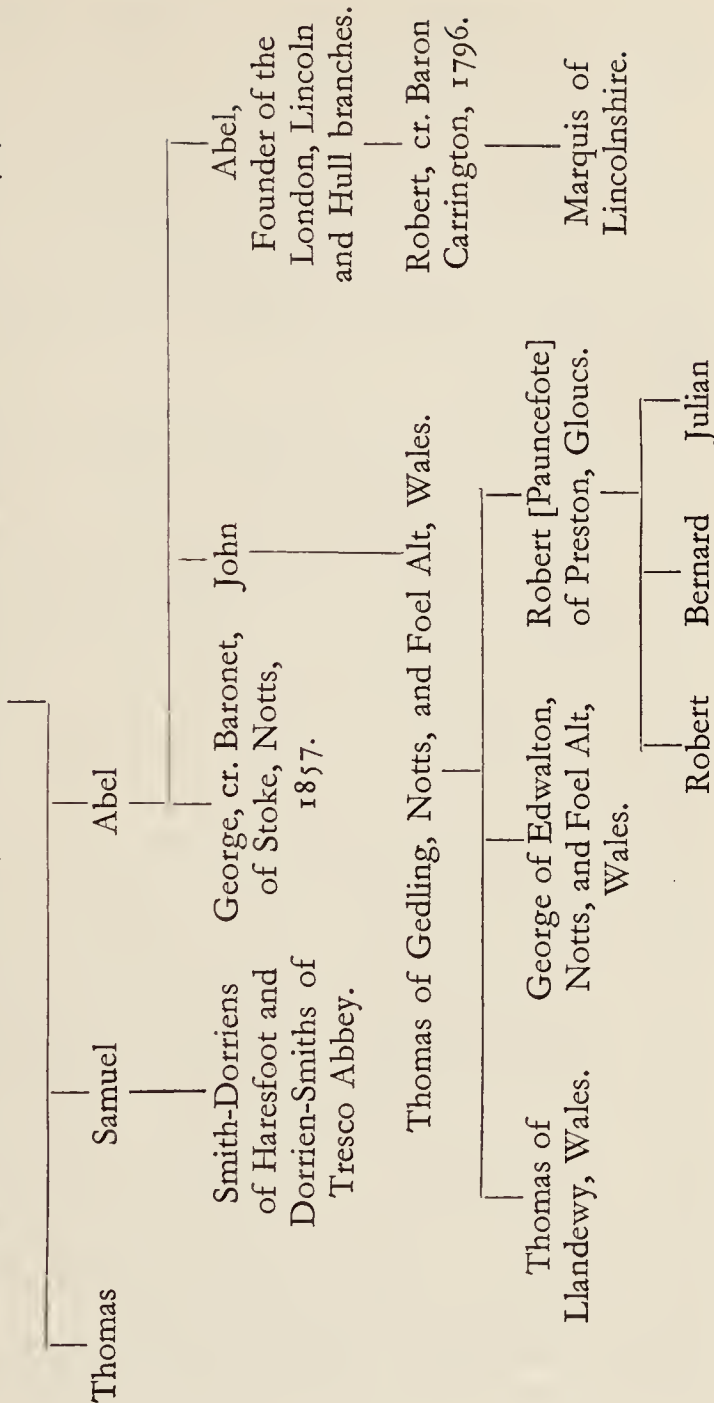 Thomas
Samuel
Abel
Smith-Dorriens
of Haresfoot and
Dorrien-Smiths of
Tresco Abbey.
George, cr. Baronet,
of Stoke, Notts,
1857.
John
Abel,
Founder of the
London, Lincoln
and Hull branches.
Robert, cr. Baron
Carrington, 1796.
Marquis of
Lincolnshire.
Thomas of Gedling, Notts, and Foel Alt, Wales.
Thomas of
Llandewy, Wales.
George of Edwalton,
Notts, and Foel Alt,
Wales.
Robert [Pauncefote]
of Preston, Gloucs.
Robert
Bernard
Julian